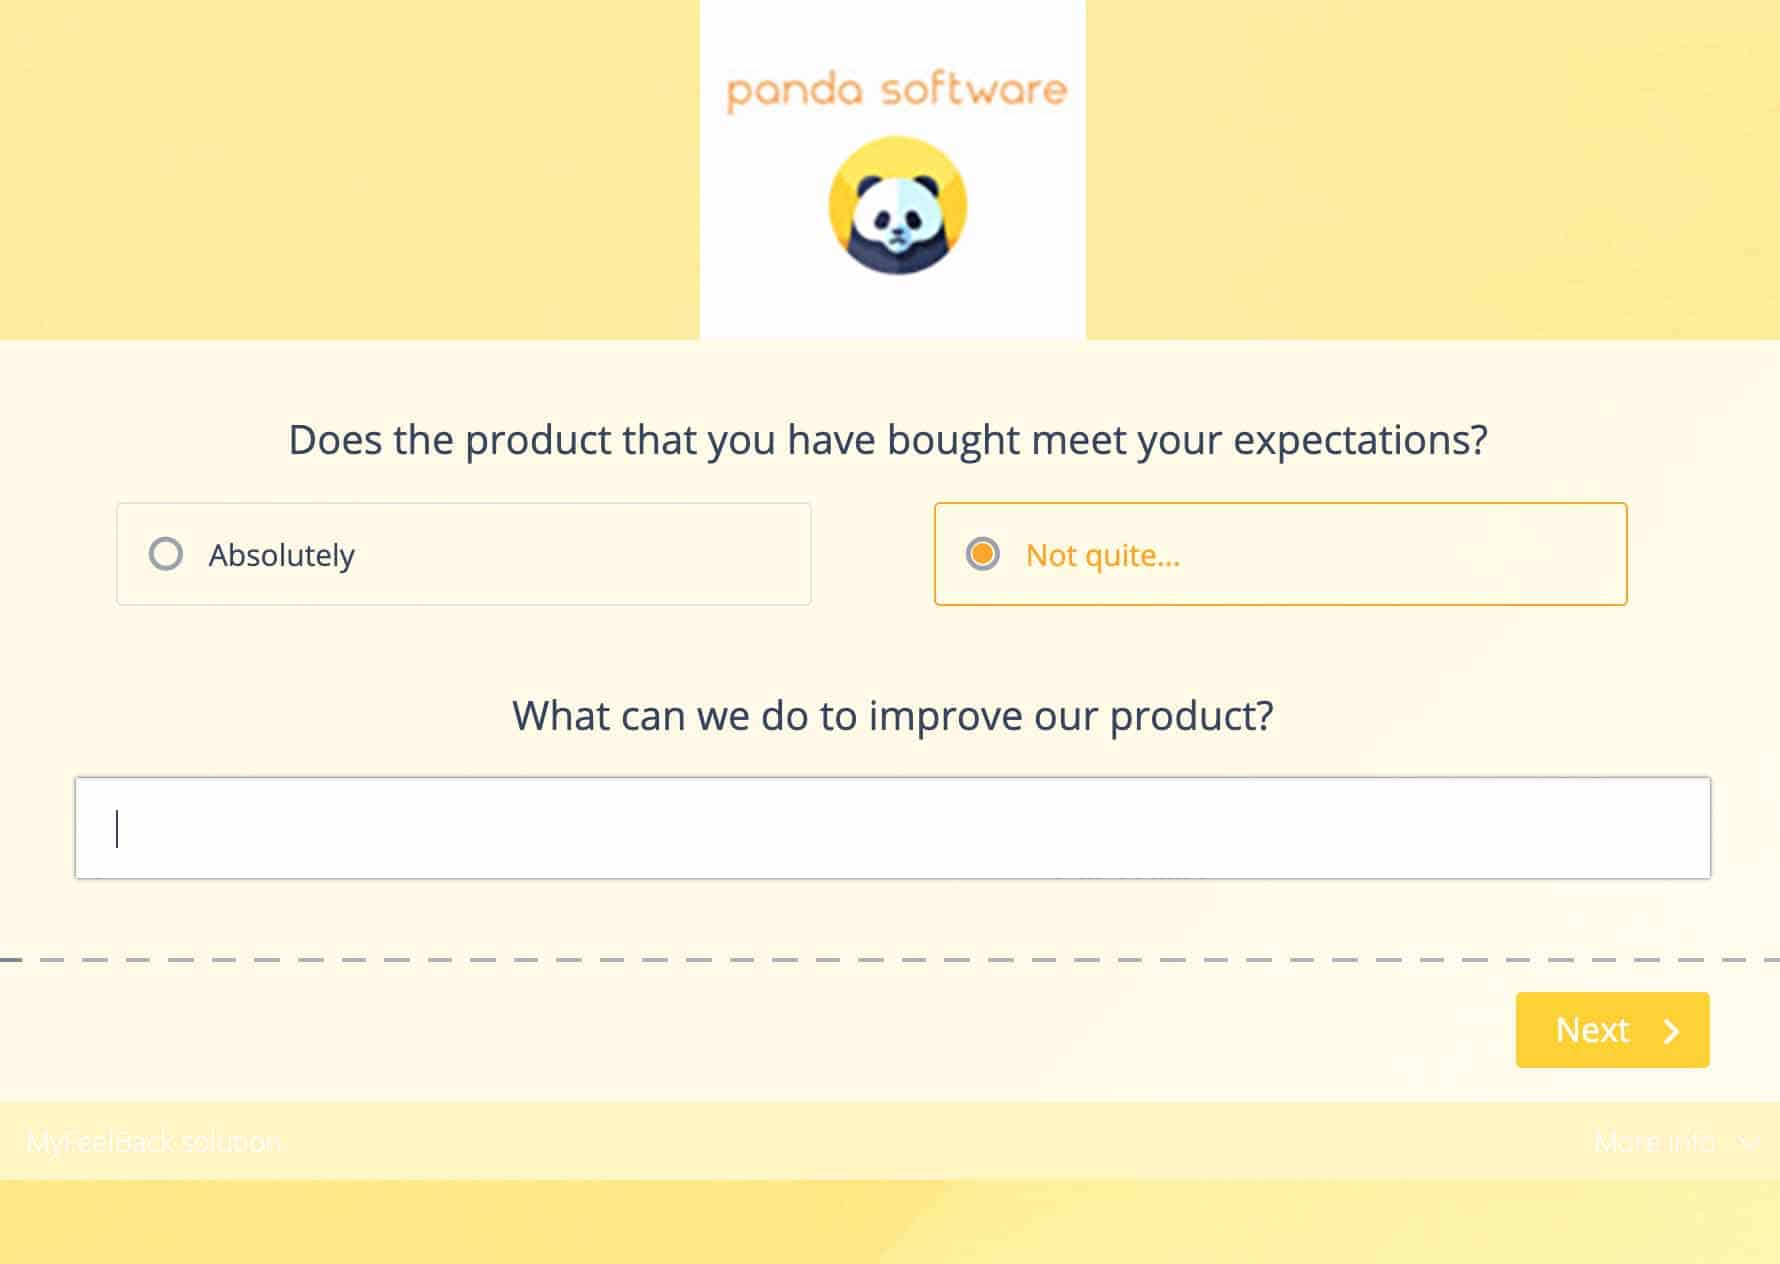 panda software
Does the product that you have bought meet your expectations?
Absolutely
Not quite...
What can we do to improve our product?
Next
MyFeelBack solution
More info